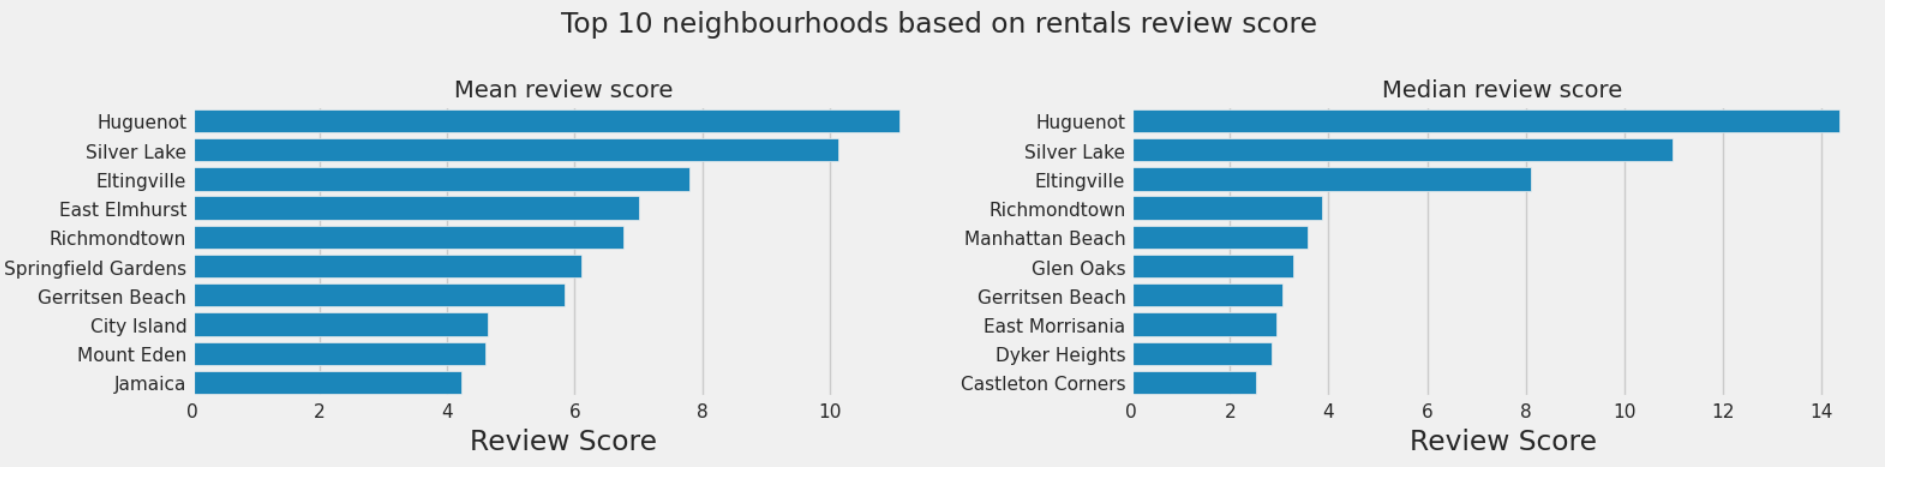 Top 10 neighbourhoods based on rentals review score
Mean review score
Huguenot
Silver Lake
Eltingville
East Elmhurst
Richmondtown
Springfield Gardens
Gerritsen Beach
City Island
Mount Eden
Jamaica
0 2 4 6 8 10
Review Score
Median review score
Huguenot
Silver Lake
Eltingville
Richmondtown
Manhattan Beach
Glen Oaks
Gerritsen Beach
East Morrisania
Dyker Heights
Castleton Corners
0 2 4 6 8 10 12 14
Review Score